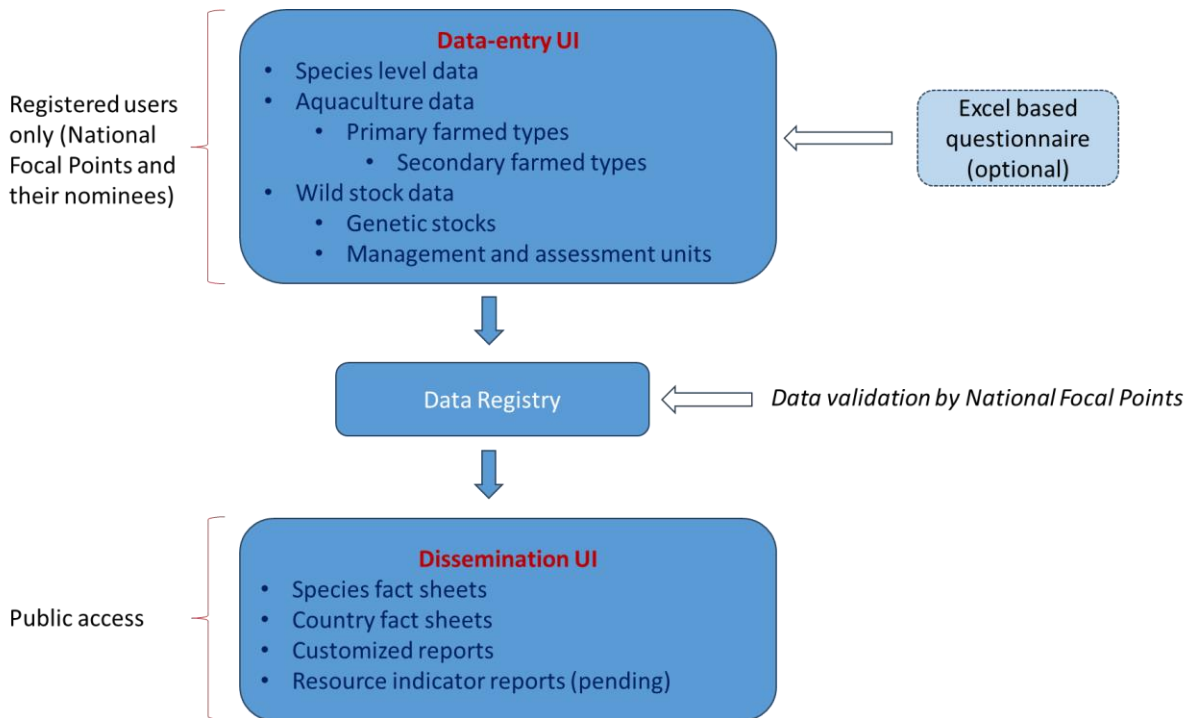 Data-entry UI
• Species level data
• Aquaculture data
• Primary farmed types
• Secondary farmed types
• Wild stock data
• Genetic stocks
• Management and assessment units
Registered users
only (National
Focal Points and
their nominees)
Excel based
questionnaire
(optional)
Data Registry
Data validation by National Focal Points
Dissemination UI
• Species fact sheets
• Country fact sheets
• Customized reports
• Resource indicator reports (pending)
Public access